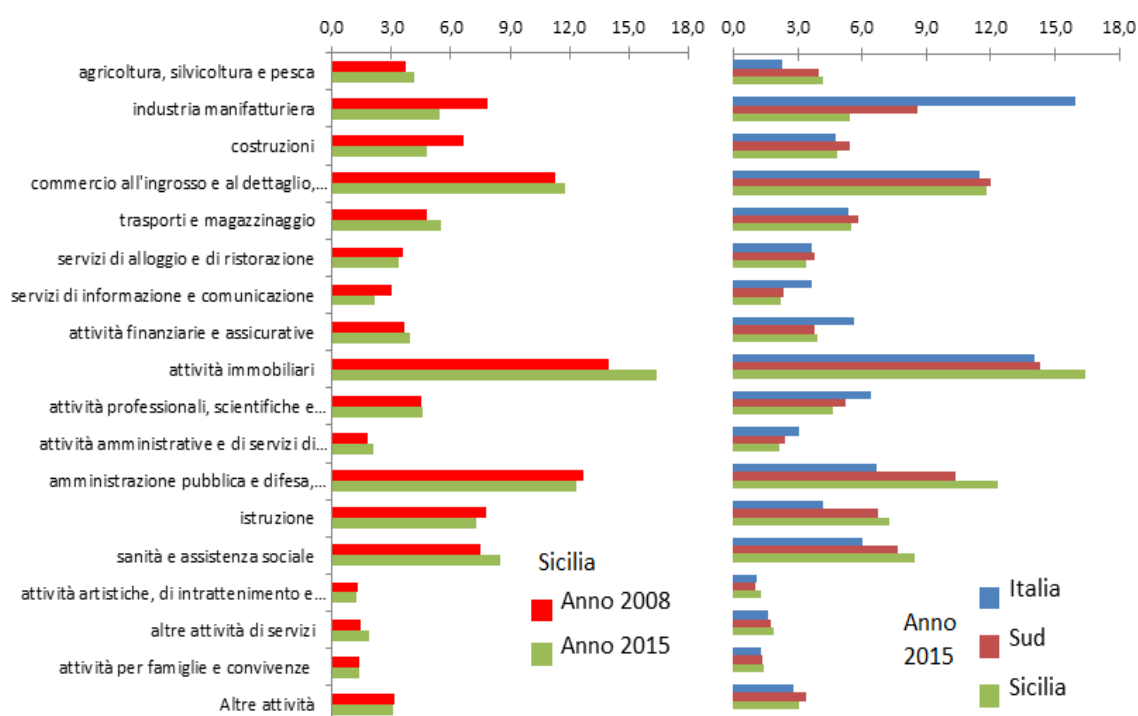 0,0 3,0 6,0 9,0 12,0 15,0 18,0
0,0 3,0 6,0 9,0 12,0 15,0 18,0
agricoltura, silvicoltura e pesca
industria manifatturiera
costruzioni
commercio all'ingrosso e al dettaglio,...
trasporti e magazzinaggio
servizi di alloggio e di ristorazione
servizi di informazione e comunicazione
attività finanziarie e assicurative
attività immobiliari
attività professionali, scientifiche e...
attività amministrative e di servizi di...
amministrazione pubblica e difesa,...
istruzione
sanità e assistenza sociale
attività artistiche, di intrattenimento e...
altre attività di servizi
attività per famiglie e convivenze
Altre attività
Sicilia
Anno 2008
Anno 2015
Anno
2015
Italia
Sud
Sicilia